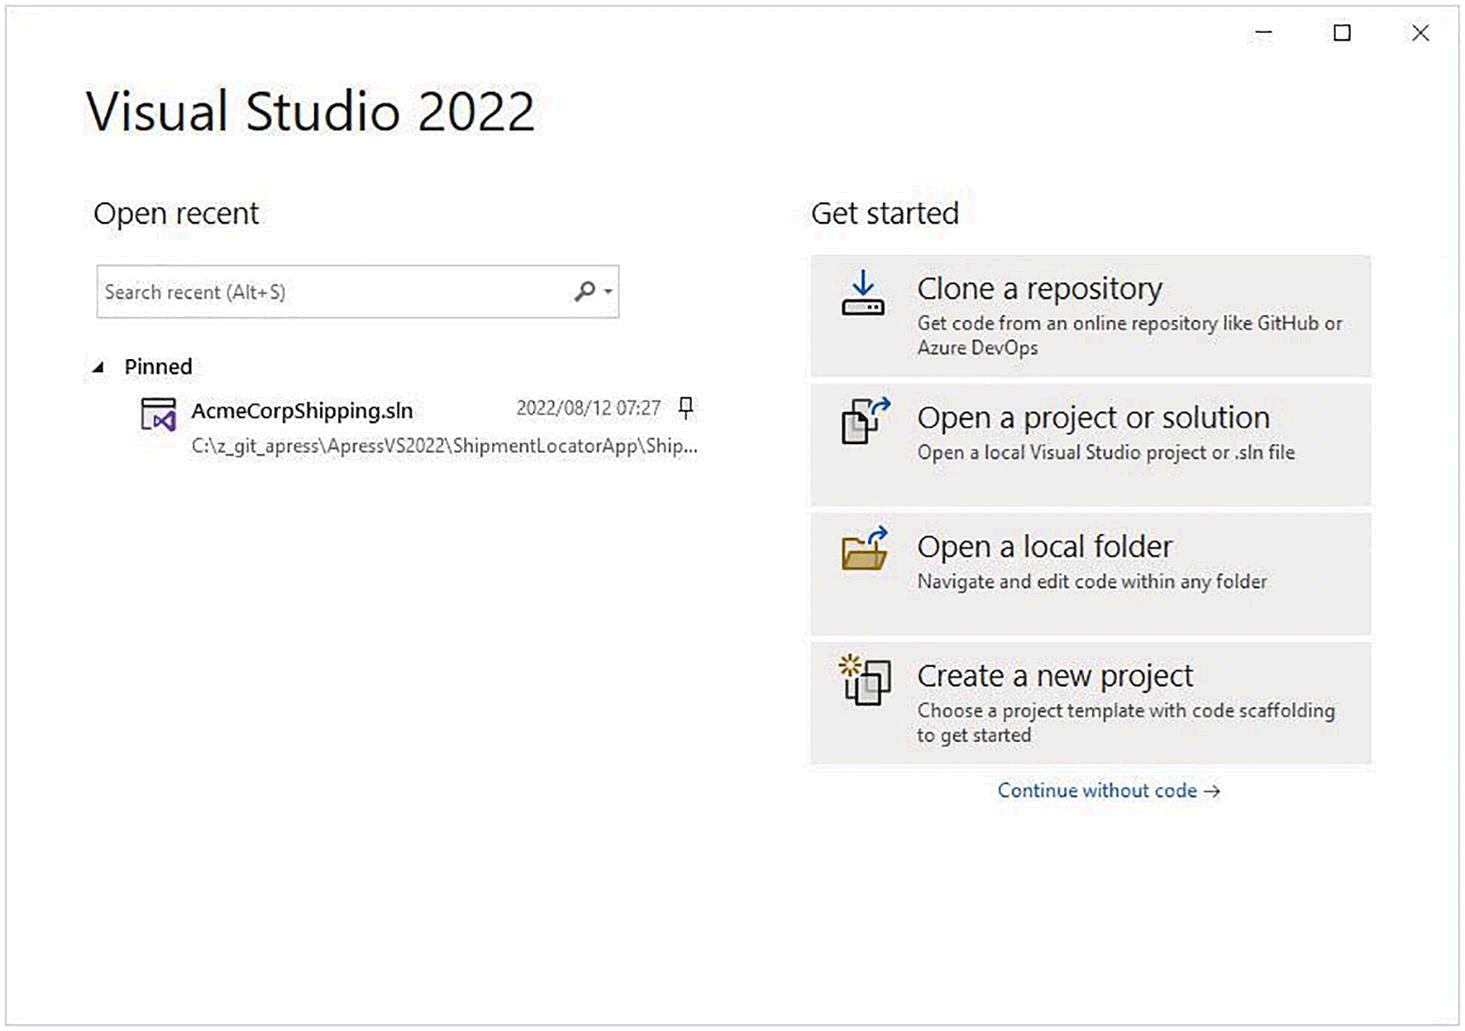 Visual Studio 2022
Open recent
Search recent (Alt+S)
Pinned
AcmeCorpShipping.sln 2022/08/12 07:27
C:\z_git_apress\ApressVS2022\ShipmentLocatorApp\Ship...
Get started
Clone a repository
Get code from an online repository like GitHub or
Azure DevOps
Open a project or solution
Open a local Visual Studio project or .sln file
Open a local folder
Navigate and edit code within any folder
Create a new project
Choose a project template with code scaffolding
to get started
Continue without code →